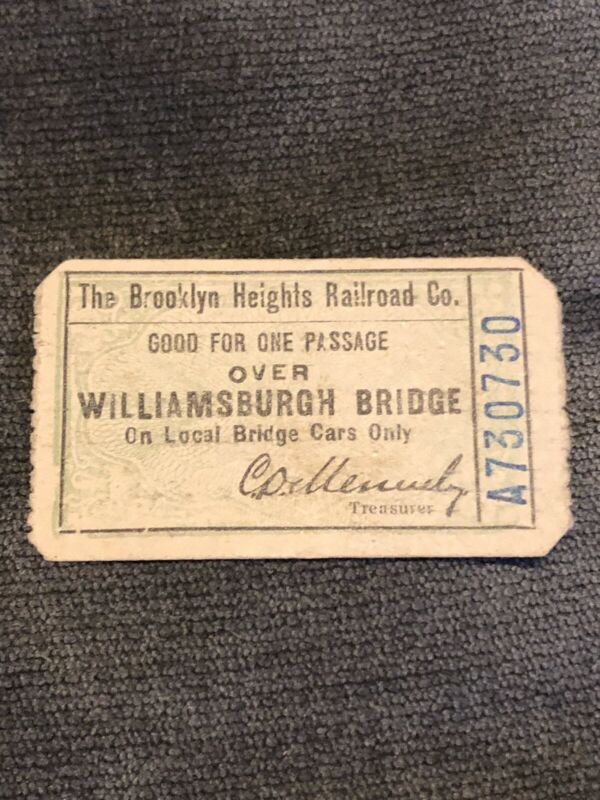 The Brooklyn Heights Railroad Co.
GOOD FOR ONE PASSAGE
OVER
WILLIAMSBURGH BRIDGE
On Local Bridge Cars Only
Treasurer
A730730